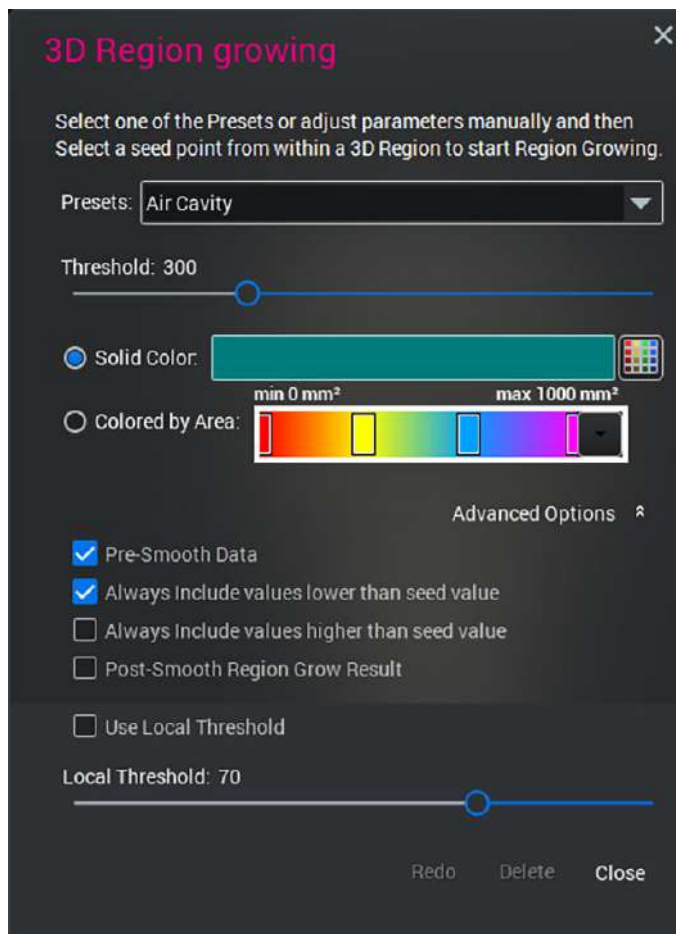 3D Region growing
Select one of the Presets or adjust parameters manually and then
Select a seed point from within a 3D Region to start Region Growing.
Presets: Air Cavity
Threshold: 300
Solid Color:
min 0 mm² max 1000 mm²
Colored by Area:
Advanced Options
Pre-Smooth Data
Always Include values lower than seed value
Always Include values higher than seed value
Post-Smooth Region Grow Result
Use Local Threshold
Local Threshold: 70
Redo Delete Close